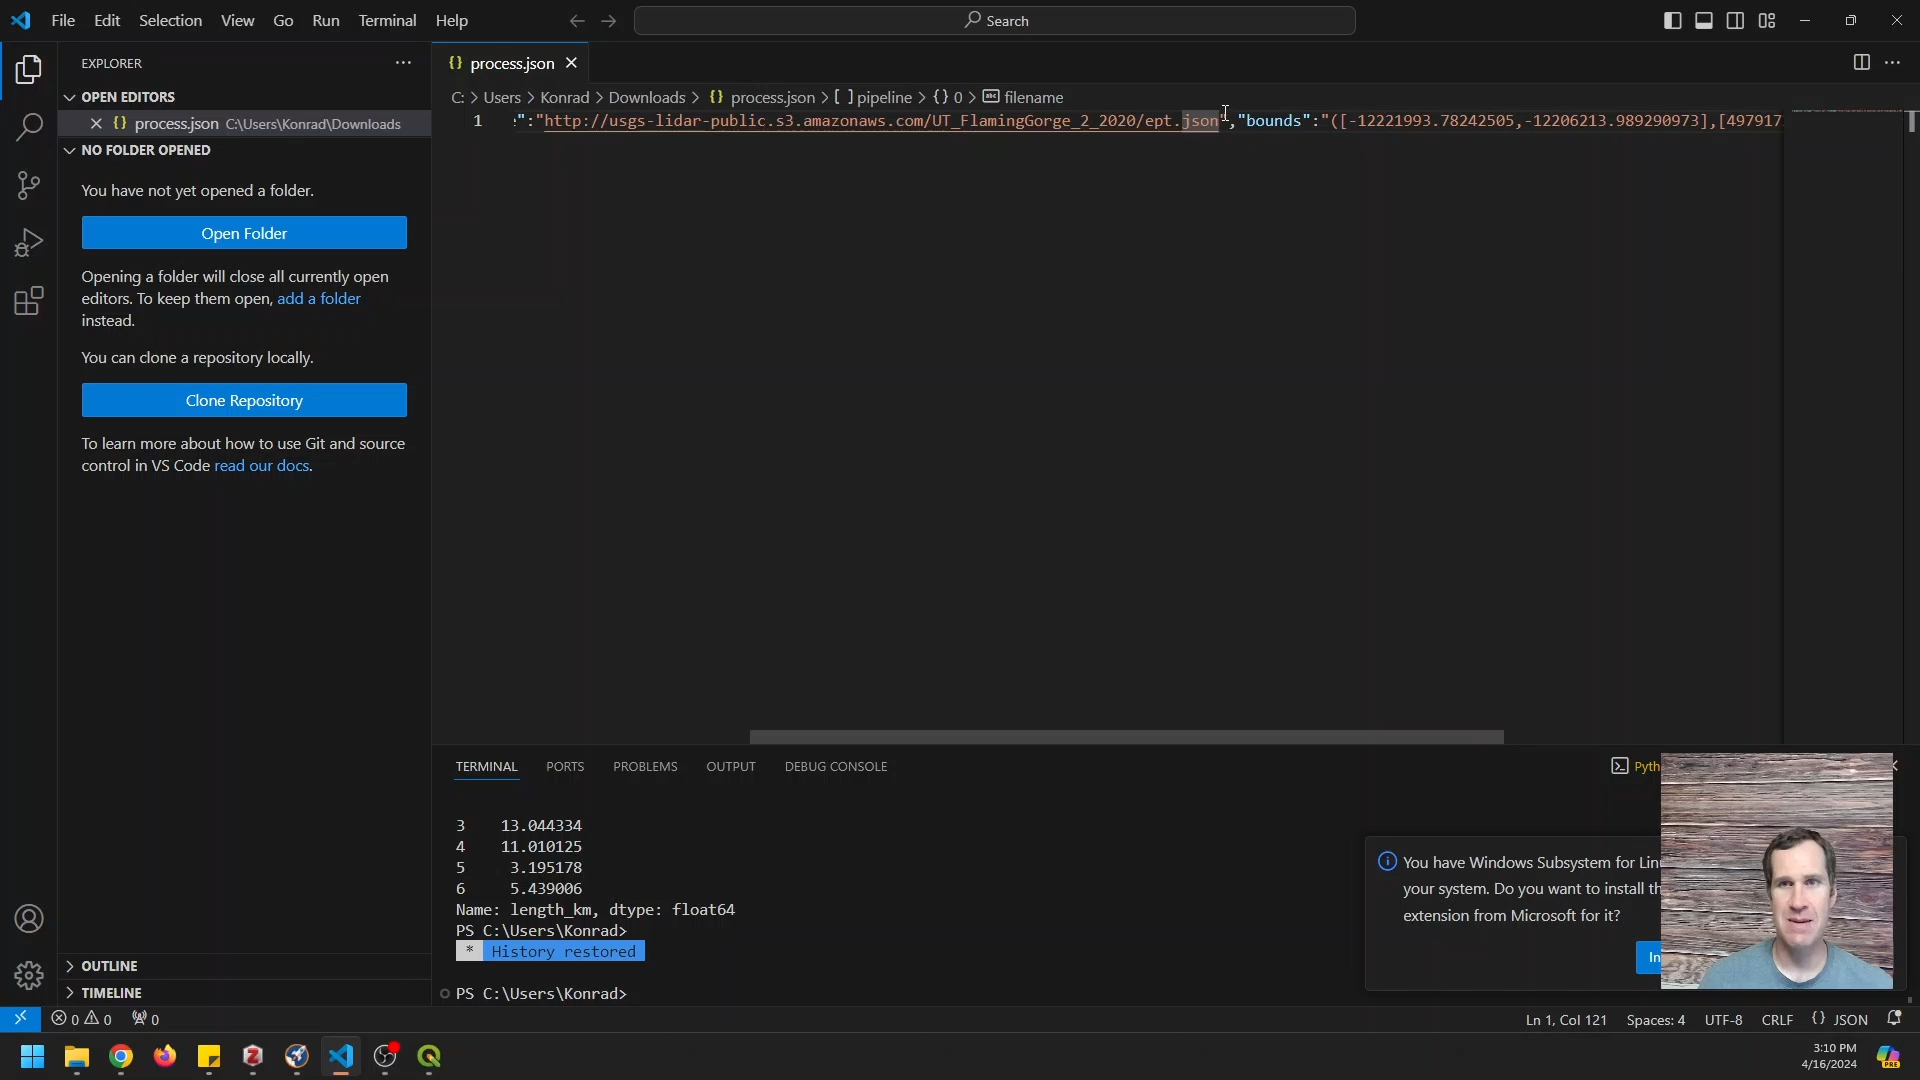 File Edit Selection View Go Run Terminal Help
Search
EXPLORER
process.json
OPEN EDITORS
process.json C:\Users\Konrad\Downloads
C: > Users > Konrad > Downloads > {} process.json > [ ] pipeline > {} 0 > abc filename
1 :":"http://usgs-lidar-public.s3.amazonaws.com/UT_FlamingGorge_2_2020/ept.json","bounds":"([-12221993.78242505,-12206213.989290973],[497917
NO FOLDER OPENED
You have not yet opened a folder.
Open Folder
Opening a folder will close all currently open
editors. To keep them open, add a folder
instead.
You can clone a repository locally.
Clone Repository
To learn more about how to use Git and source
control in VS Code read our docs.
TERMINAL PORTS PROBLEMS OUTPUT DEBUG CONSOLE
3 13.044334
4 11.010125
5 3.195178
6 5.439006
Name: length_km, dtype: float64
PS C:\Users\Konrad>
* History restored
PS C:\Users\Konrad>
You have Windows Subsystem for
your system. Do you want to install
extension from Microsoft for it?
OUTLINE
TIMELINE
0 0 0
Ln 1, Col 121 Spaces: 4 UTF-8 CRLF {} JSON
3:10 PM
4/16/2024
PRE